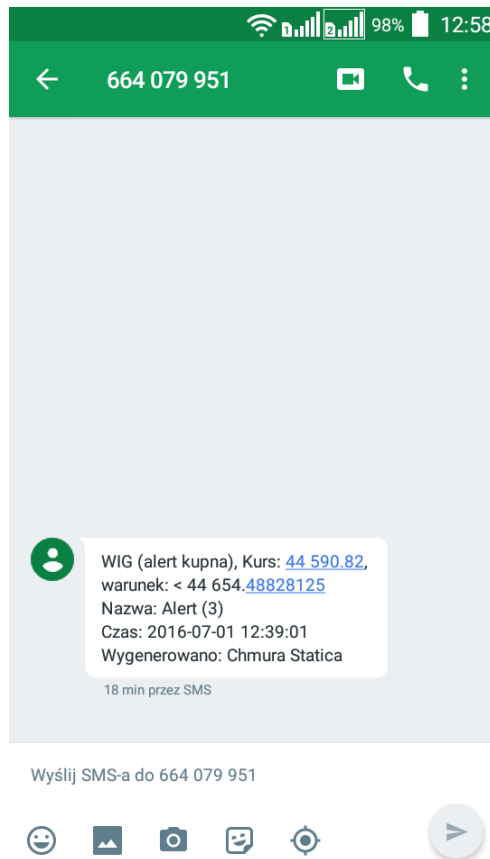 1 2 98% 12:58
664 079 951
WIG (alert kupna), Kurs: 44 590.82,
warunek: < 44 654.48828125
Nazwa: Alert (3)
Czas: 2016-07-01 12:39:01
Wygenerowano: Chmura Statica
18 min przez SMS
Wyślij SMS-a do 664 079 951